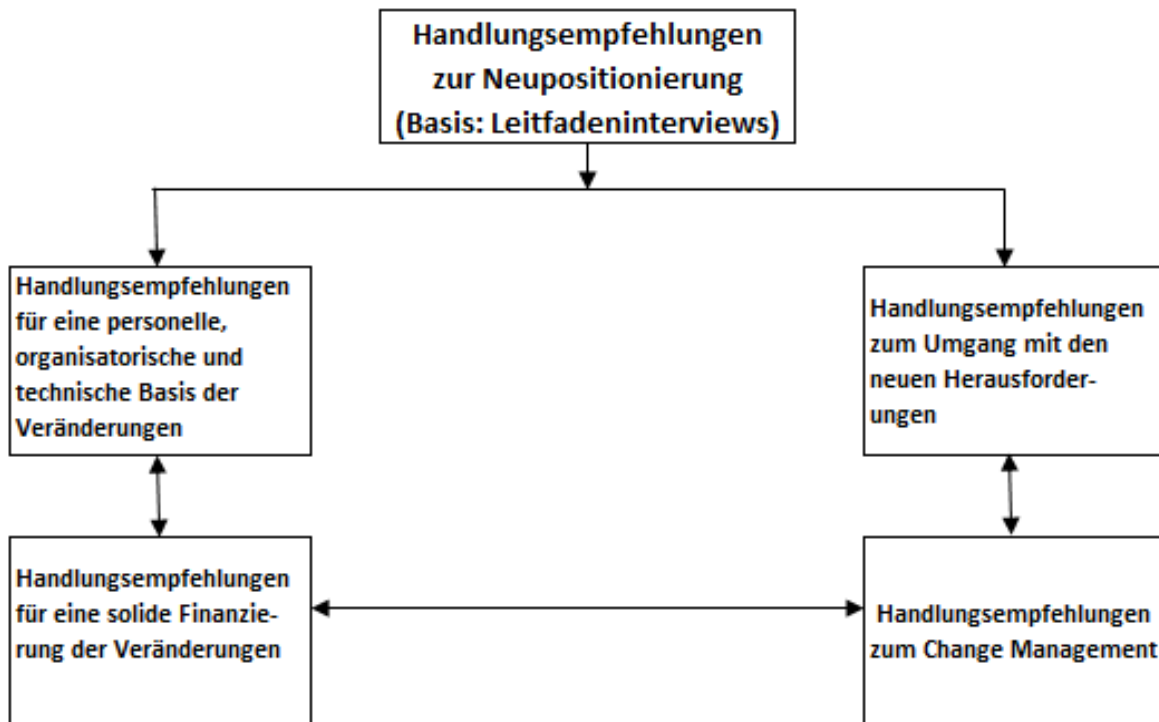 Handlungsempfehlungen
zur Neupositionierung
(Basis: Leitfadeninterviews)
Handlungsempfehlungen
für eine personelle,
organisatorische und
technische Basis der
Veränderungen
Handlungsempfehlungen
zum Umgang mit den
neuen Herausforder-
ungen
Handlungsempfehlungen
für eine solide Finanzie-
rung der Veränderungen
Handlungsempfehlungen
zum Change Management